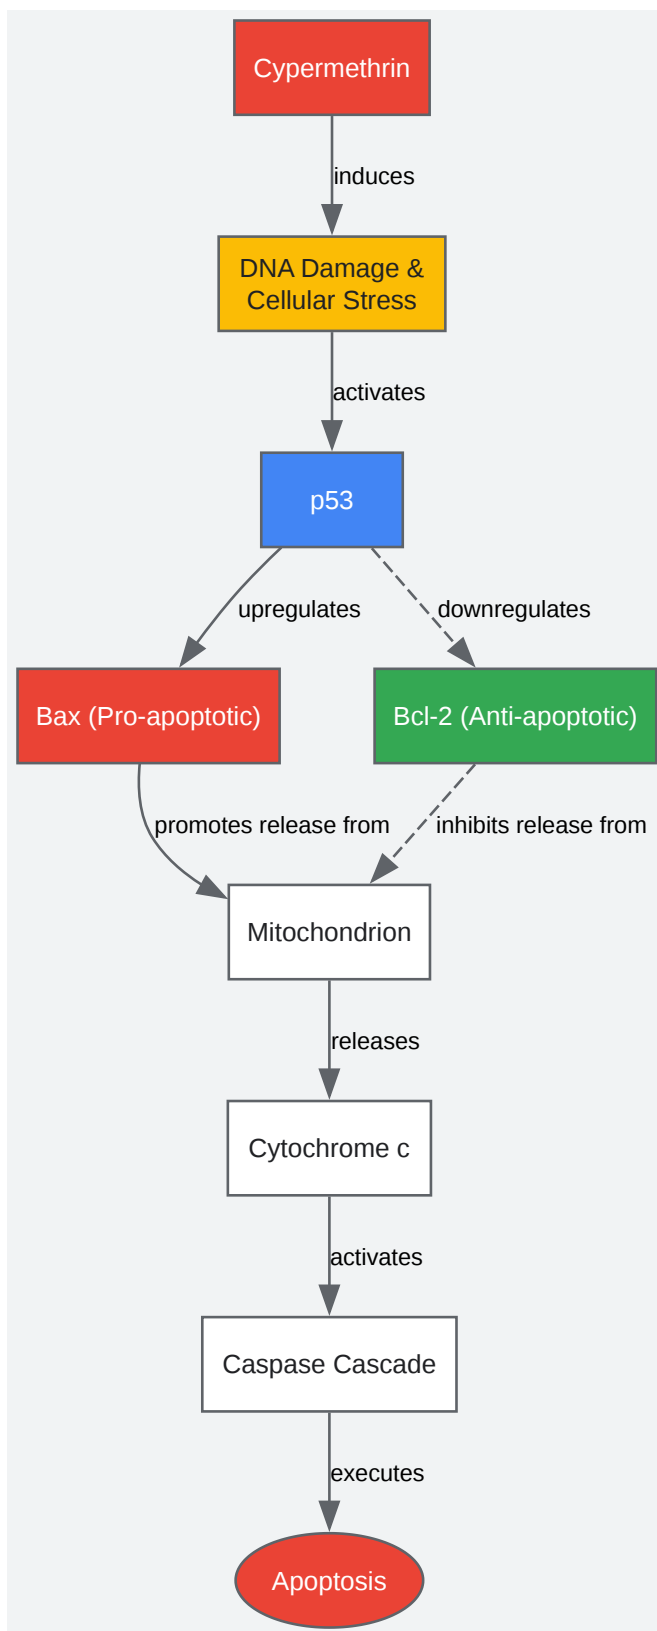 Cypermethrin
induces
DNA Damage &
Cellular Stress
activates
p53
upregulates
downregulates
Bax (Pro-apoptotic)
Bcl-2 (Anti-apoptotic)
promotes release from
inhibits release from
Mitochondrion
releases
Cytochrome c
activates
Caspase Cascade
executes
Apoptosis